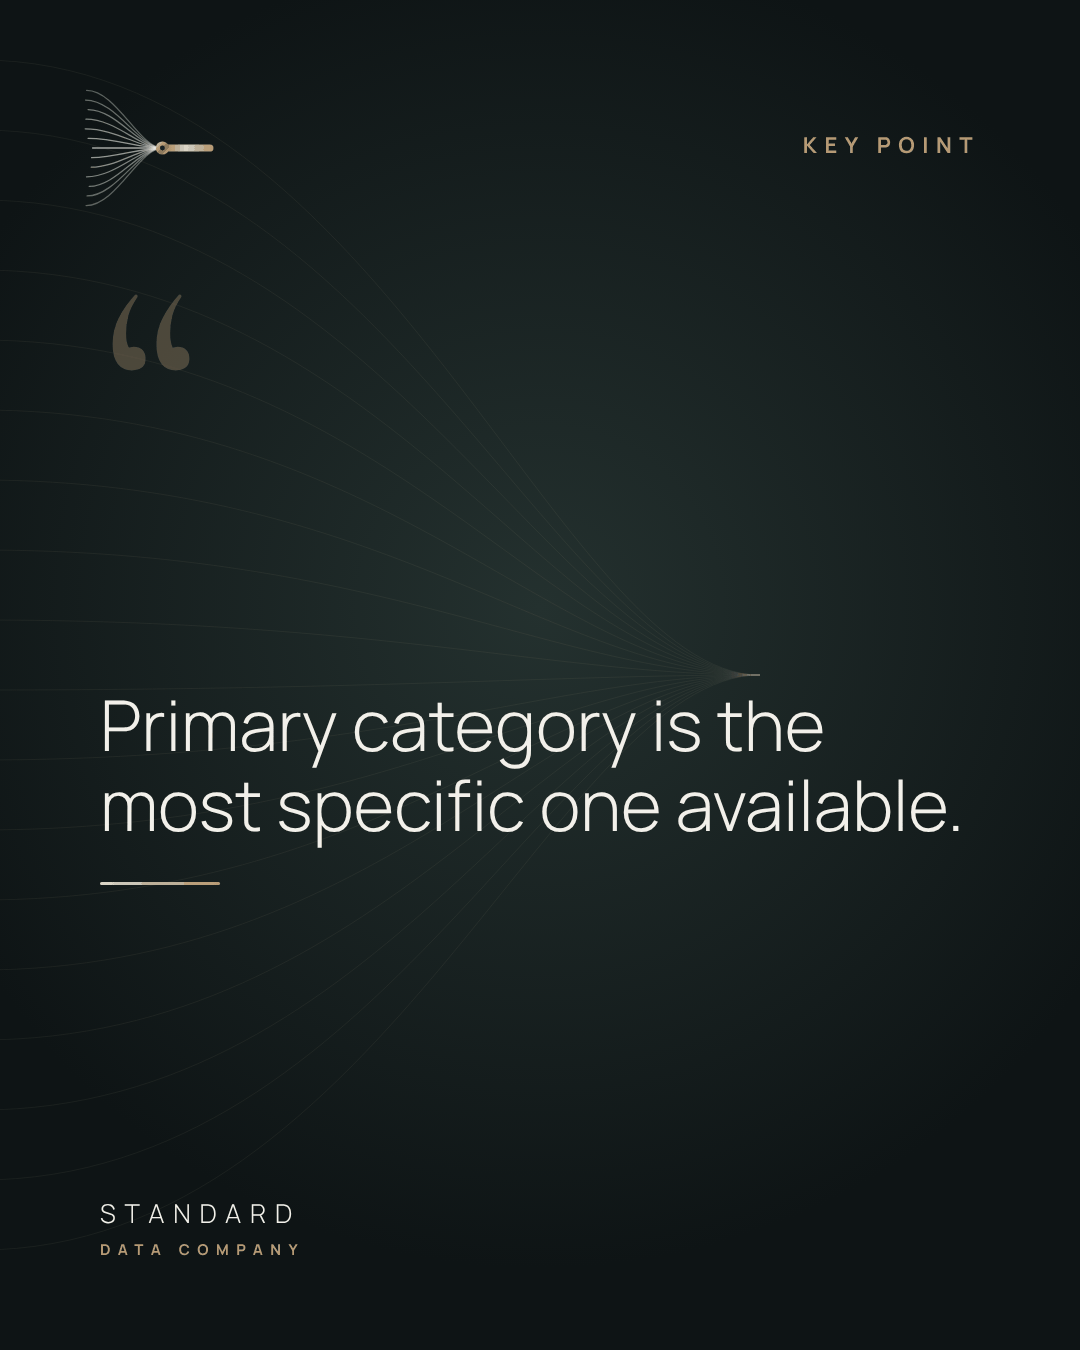 KEY POINT
“
Primary category is the
most specific one available.
STANDARD
DATA COMPANY